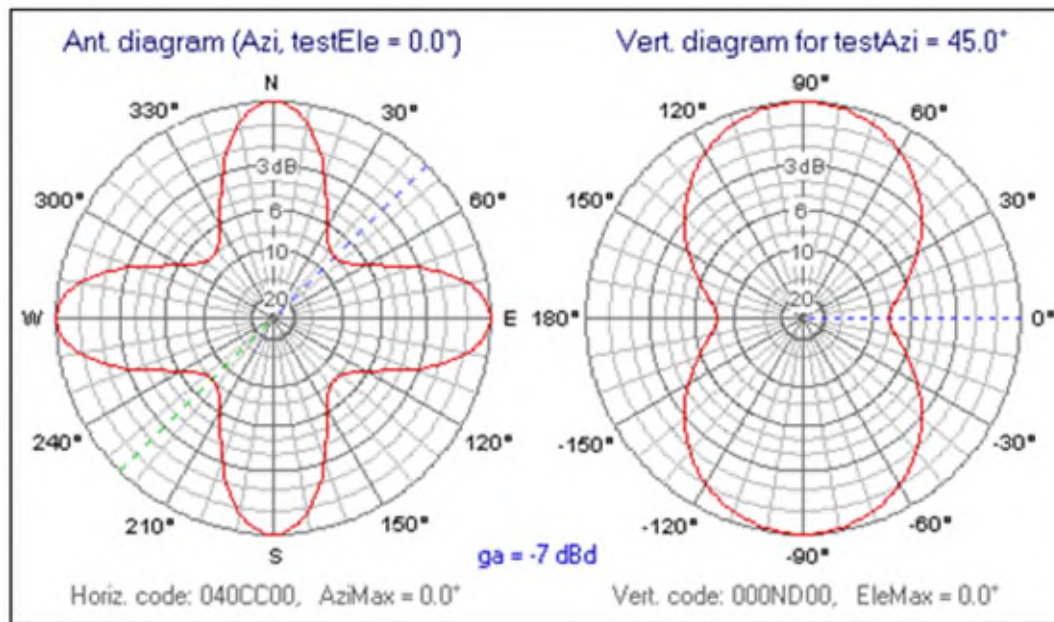 Ant. diagram (Azi, testEle = 0.0°)
N
330°
30°
3 dB
300°
60°
6
10
20
W
E
240°
120°
210°
150°
S
Horiz. code: 040CC00, AziMax = 0.0°
Vert. diagram for testAzi = 45.0°
90°
120°
60°
3dB
150°
30°
6
10
20
180°
0°
-150°
-30°
-120°
-60°
-90°
ga = -7 dBd
Vert. code: 000ND00, EleMax = 0.0°